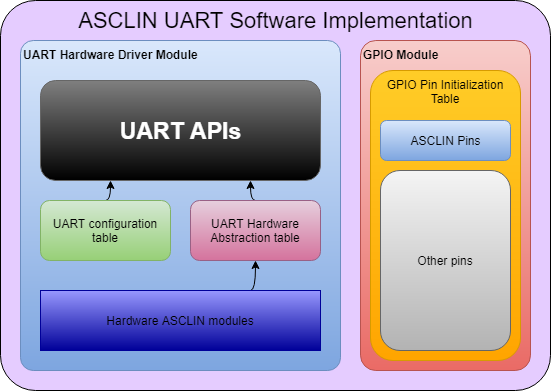 ASCLIN UART Software Implementation
UART Hardware Driver Module
UART APIs
UART configuration
table
UART Hardware
Abstraction table
Hardware ASCLIN modules
GPIO Module
GPIO Pin Initialization
Table
ASCLIN Pins
Other pins